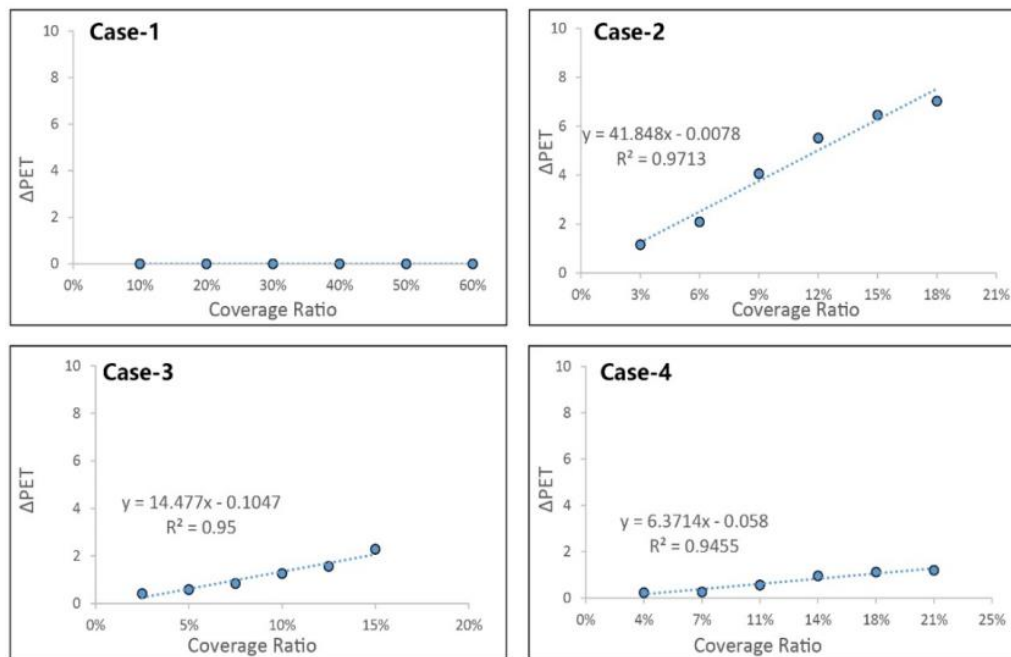 Case-1
10
8
6
4
2
0
ΔPET
0% 10% 20% 30% 40% 50% 60%
Coverage Ratio
Case-2
10
8
6
4
2
0
ΔPET
y = 41.848x - 0.0078
R² = 0.9713
0% 3% 6% 9% 12% 15% 18% 21%
Coverage Ratio
Case-3
10
8
6
4
2
0
ΔPET
y = 14.477x - 0.1047
R² = 0.95
0% 5% 10% 15% 20%
Coverage Ratio
Case-4
10
8
6
4
2
0
ΔPET
y = 6.3714x - 0.058
R² = 0.9455
0% 4% 7% 11% 14% 18% 21% 25%
Coverage Ratio